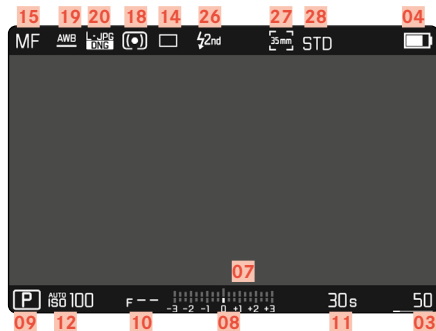 15 19 20 18 14 26 27 28 04
MF AWB L-JPG DNG 2nd 35mm STD
07
P AUTO ISO 100 F-- -3 -2 -1 0 +1 +2 +3 30s 50
09 12 10 08 11 03